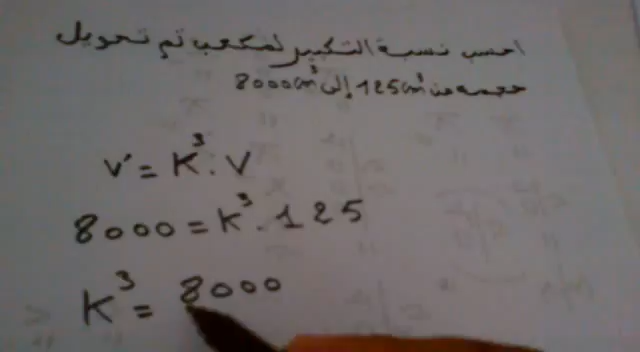 احسب نسبة التكبير لمكعب تم تحويل
حجمه من 125cm³ إلى 8000cm³
V' = K³ . V
8000 = K³ . 125
K³ = 8000